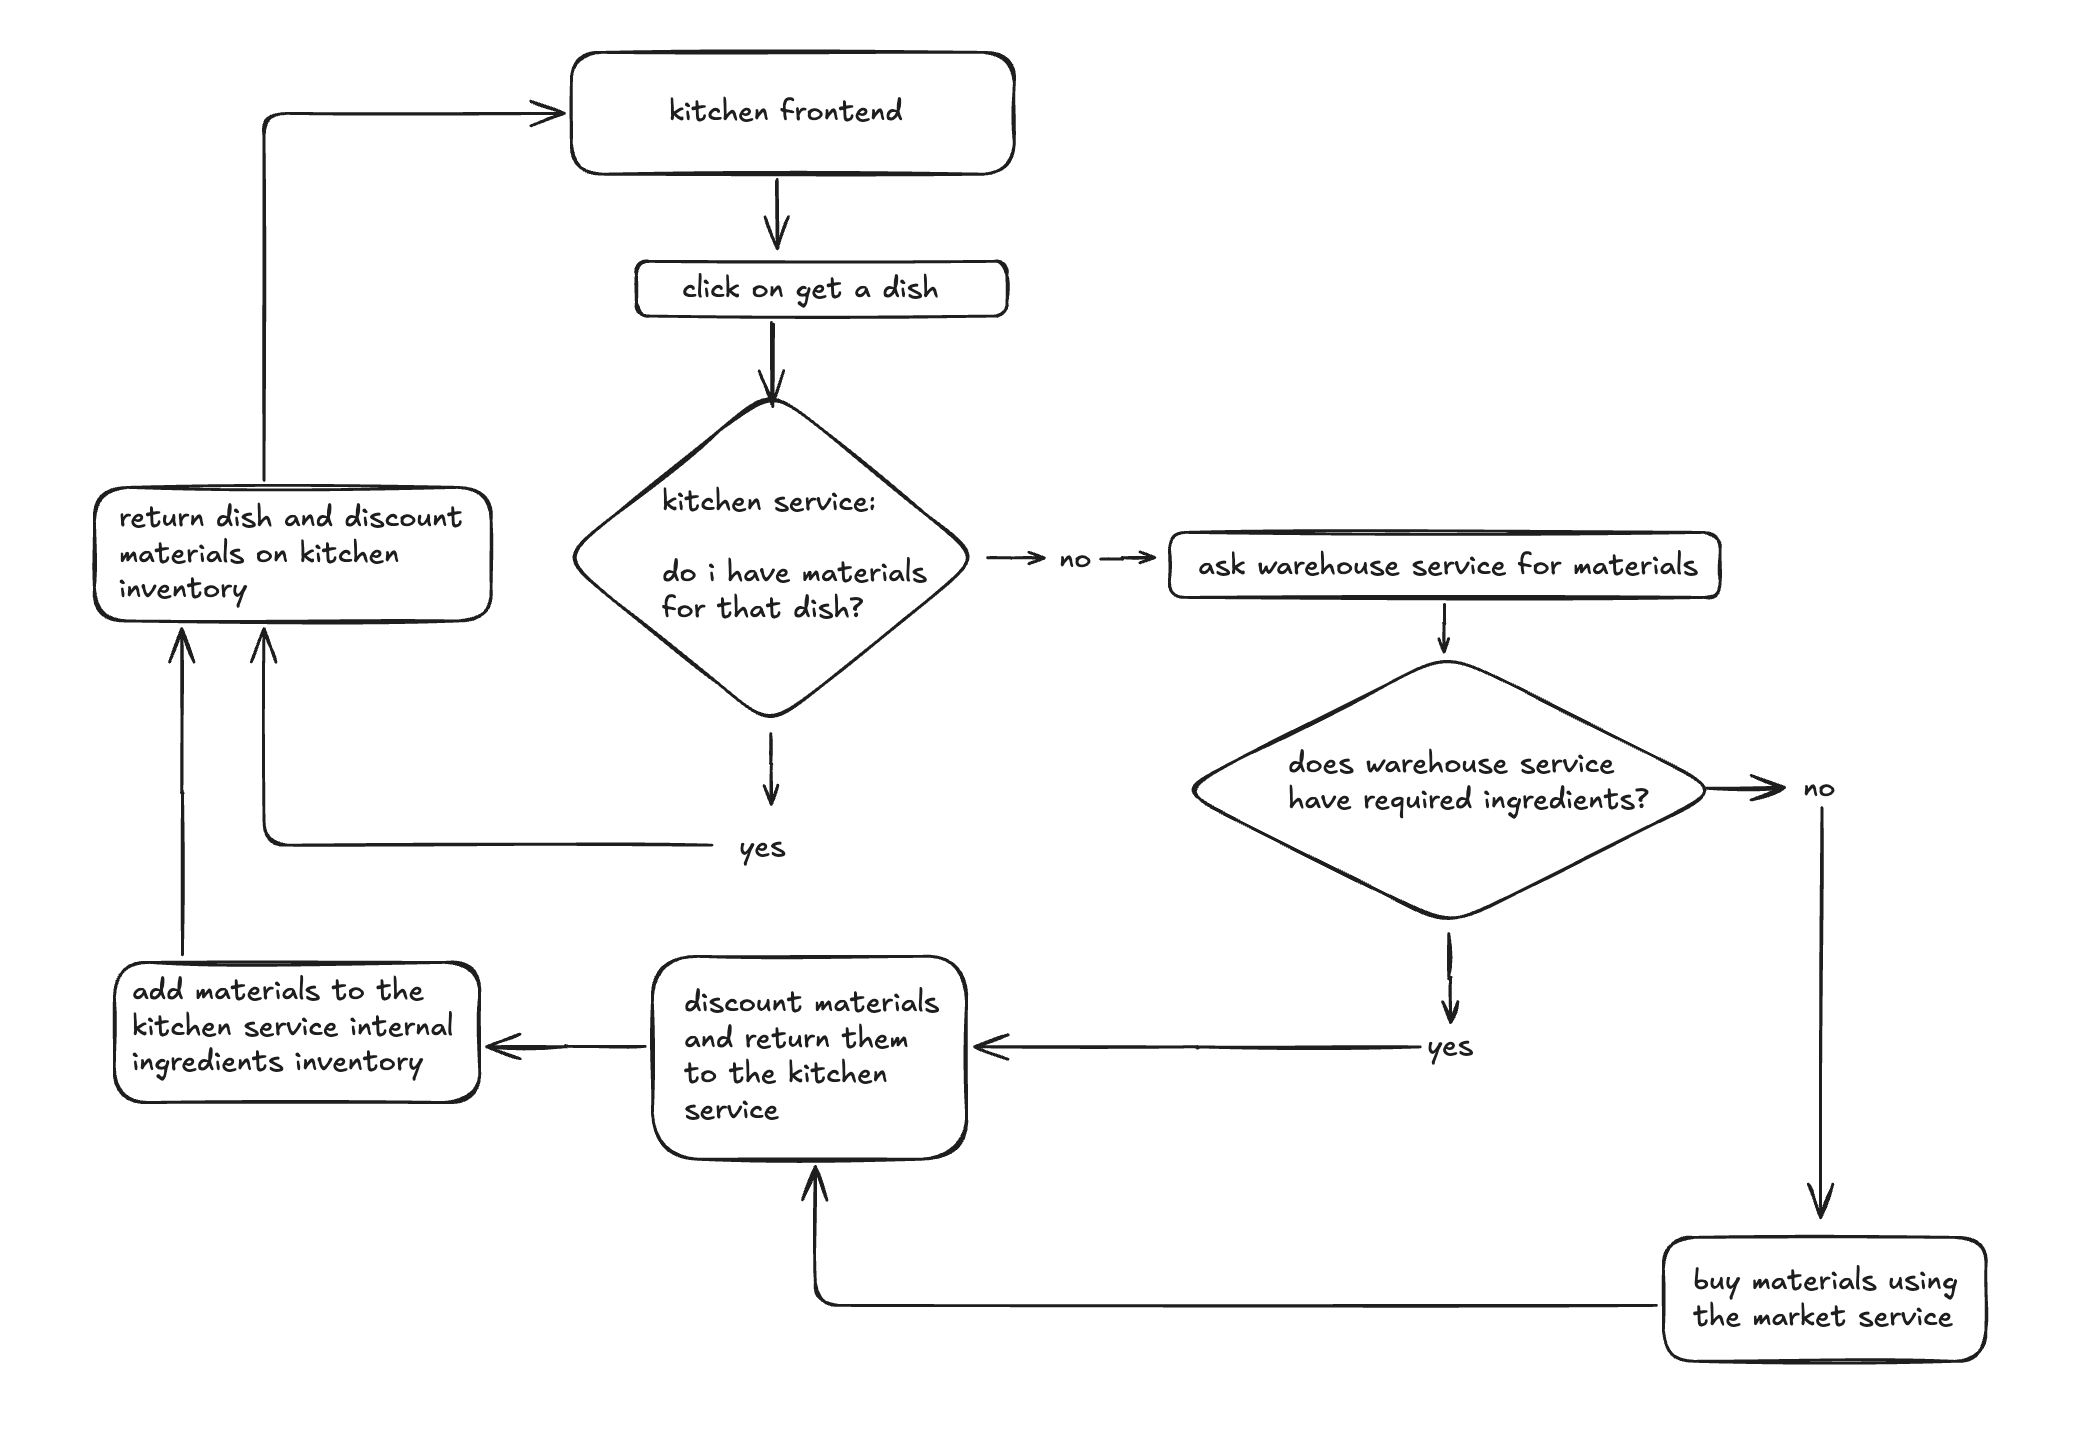 kitchen frontend
click on get a dish
kitchen service:
do i have materials
for that dish?
no
ask warehouse service for materials
return dish and discount
materials on kitchen
inventory
does warehouse service
have required ingredients?
no
yes
yes
add materials to the
kitchen service internal
ingredients inventory
discount materials
and return them
to the kitchen
service
buy materials using
the market service